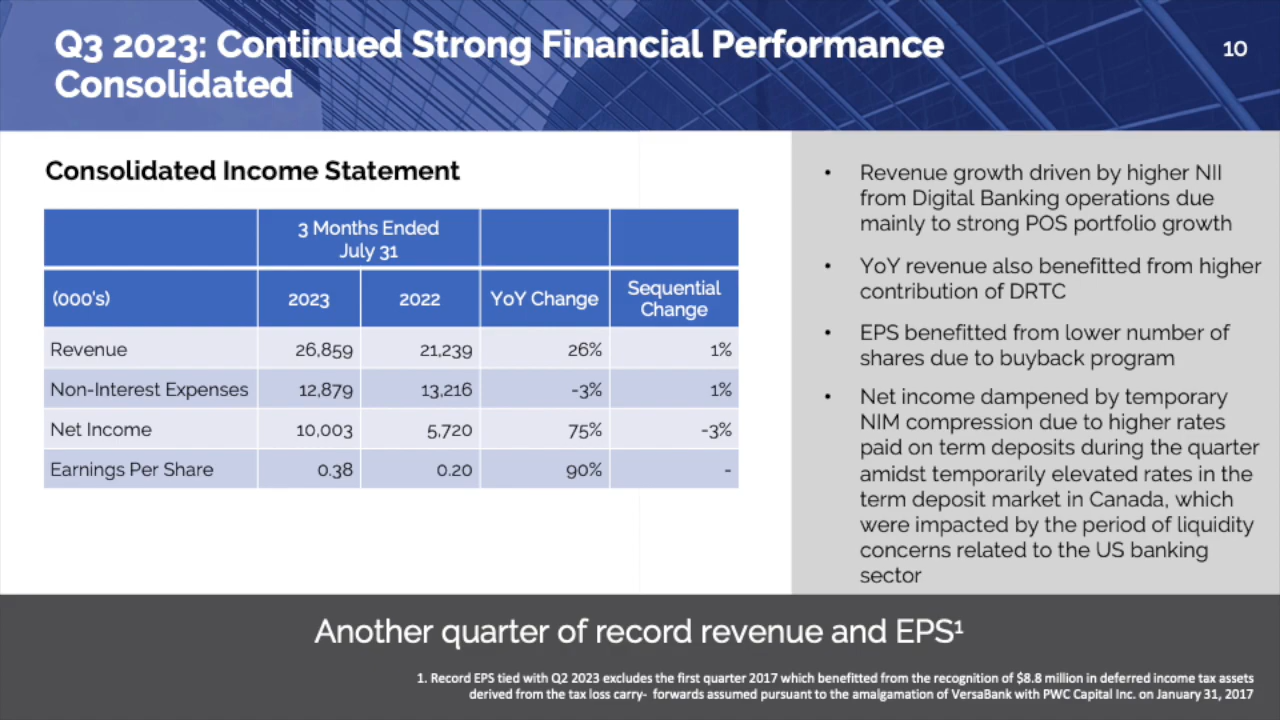 Q3 2023: Continued Strong Financial Performance
Consolidated
10
Consolidated Income Statement
3 Months Ended
July 31
(000's) 2023 2022 YoY Change Sequential
Change
Revenue 26,859 21,239 26% 1%
Non-Interest Expenses 12,879 13,216 -3% 1%
Net Income 10,003 5,720 75% -3%
Earnings Per Share 0.38 0.20 90% -
• Revenue growth driven by higher NII
from Digital Banking operations due
mainly to strong POS portfolio growth
• YoY revenue also benefitted from higher
contribution of DRTC
• EPS benefitted from lower number of
shares due to buyback program
• Net income dampened by temporary
NIM compression due to higher rates
paid on term deposits during the quarter
amidst temporarily elevated rates in the
term deposit market in Canada, which
were impacted by the period of liquidity
concerns related to the US banking
sector
Another quarter of record revenue and EPS¹
1. Record EPS tied with Q2 2023 excludes the first quarter 2017 which benefitted from the recognition of $8.8 million in deferred income tax assets
derived from the tax loss carry- forwards assumed pursuant to the amalgamation of VersaBank with PWC Capital Inc. on January 31, 2017